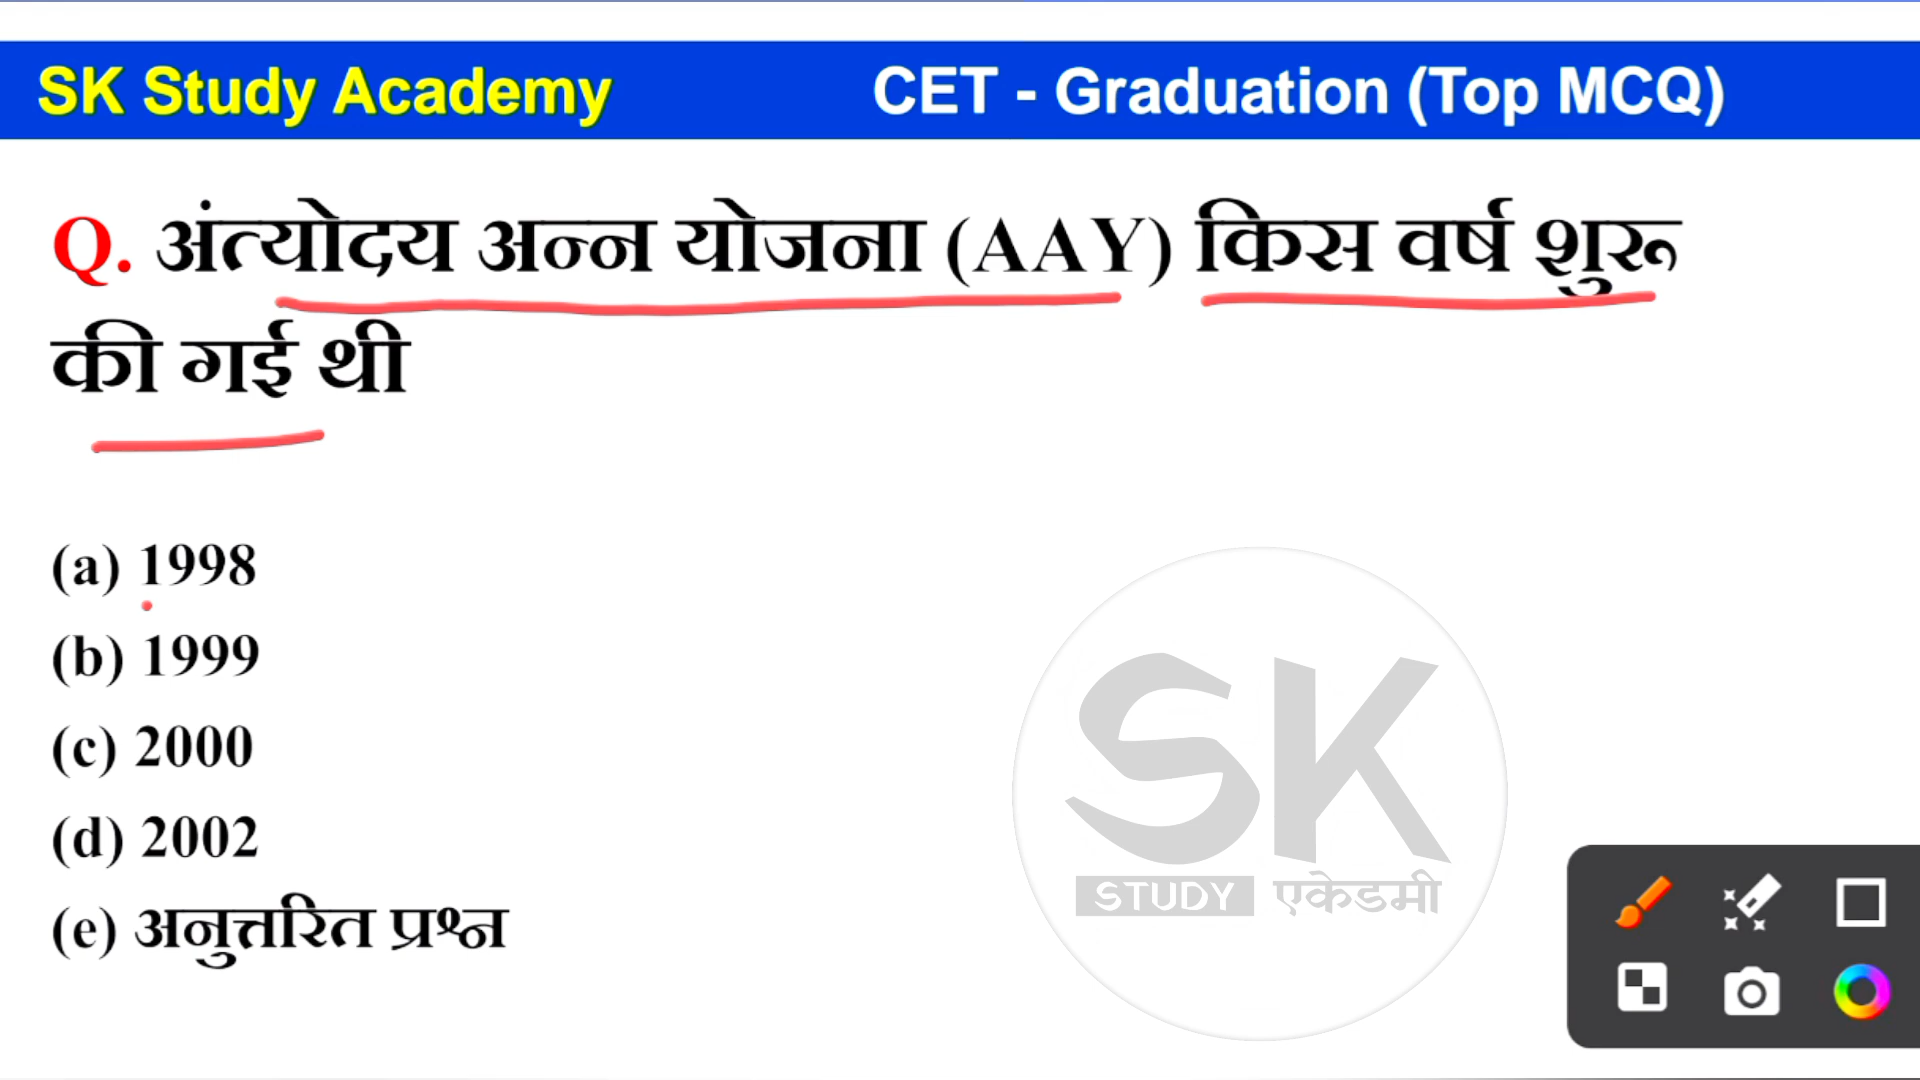 SK Study Academy CET - Graduation (Top MCQ)
Q. अंत्योदय अन्न योजना (AAY) किस वर्ष शुरू
की गई थी
(a) 1998
(b) 1999
(c) 2000
(d) 2002
(e) अनुत्तरित प्रश्न
SK
STUDY एकेडमी